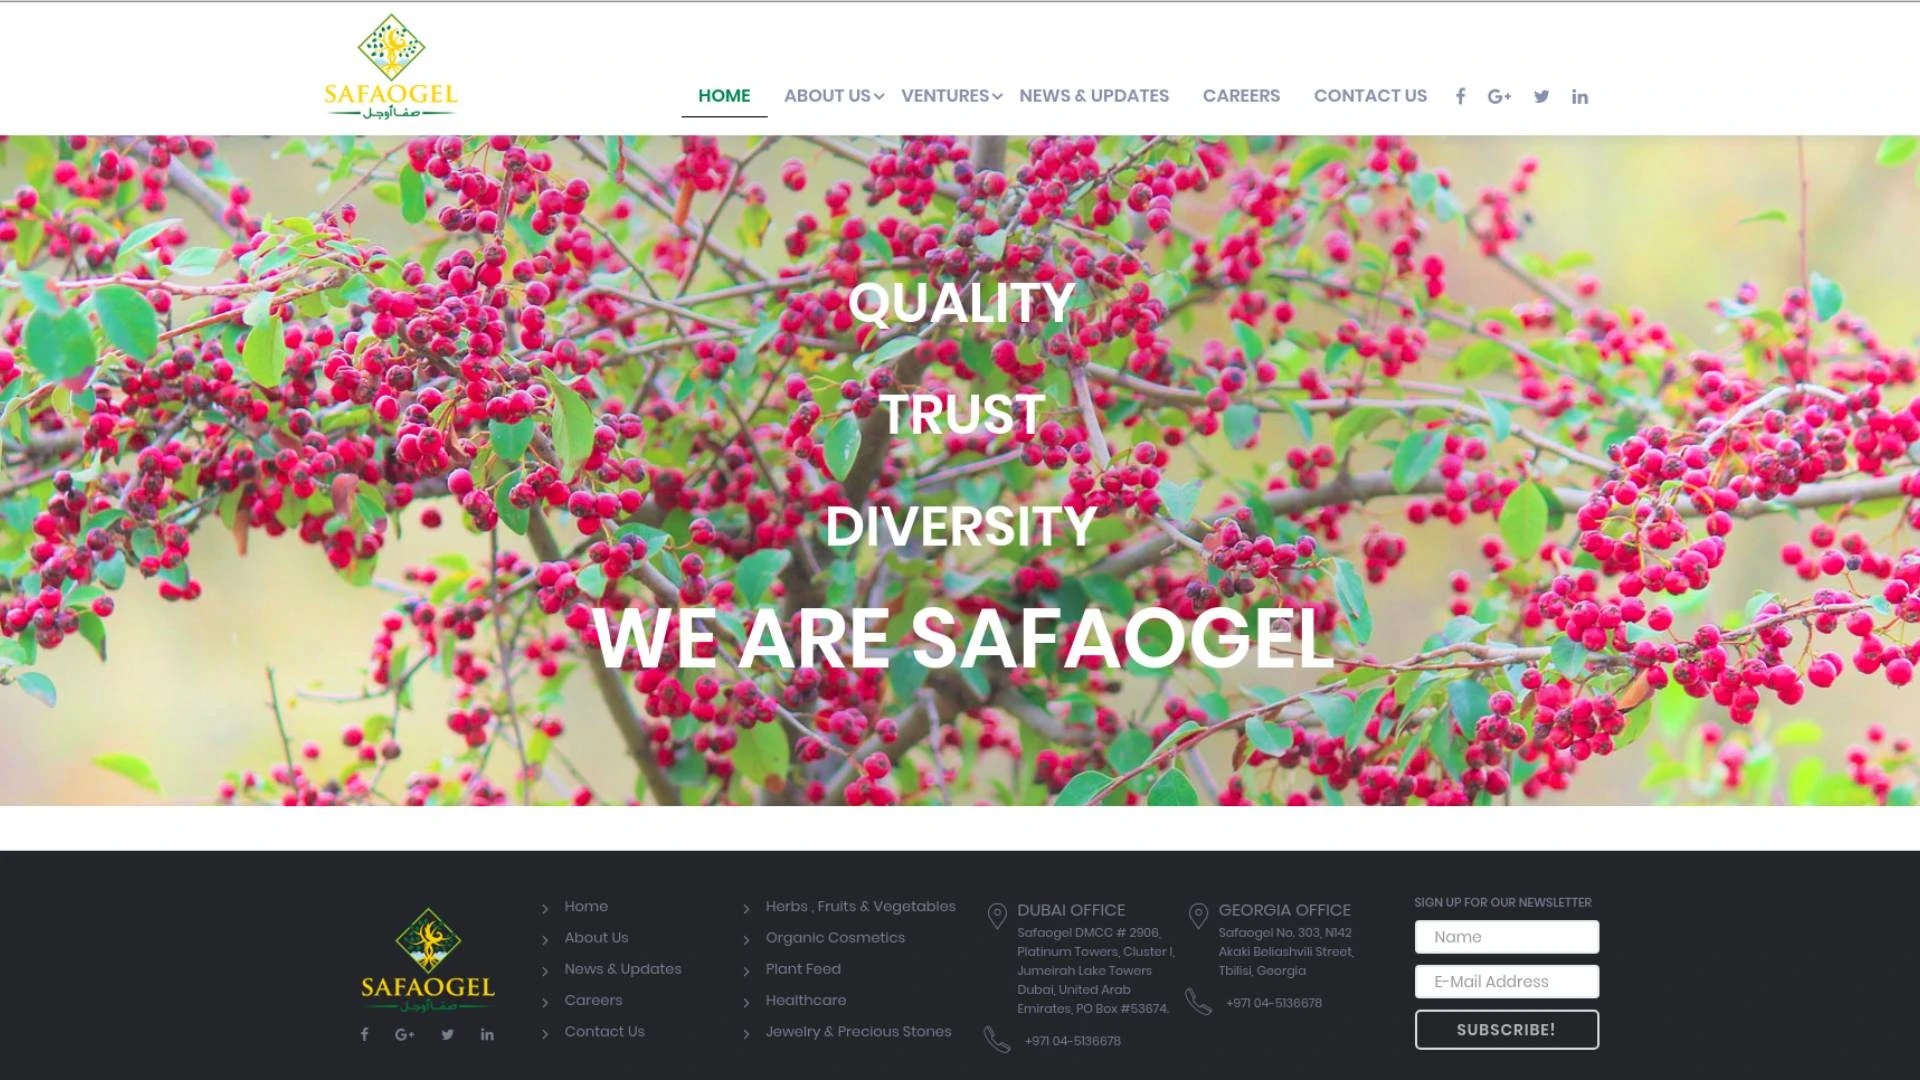 SAFAOGEL
صفاأوجل
HOME
ABOUT US
VENTURES
NEWS & UPDATES
CAREERS
CONTACT US
QUALITY
TRUST
DIVERSITY
WE ARE SAFAOGEL
SAFAOGEL
صفاأوجل
Home
About Us
News & Updates
Careers
Contact Us
Herbs , Fruits & Vegetables
Organic Cosmetics
Plant Feed
Healthcare
Jewelry & Precious Stones
DUBAI OFFICE
Safaogel DMCC # 2906,
Platinum Towers, Cluster I,
Jumeirah Lake Towers
Dubai, United Arab
Emirates, PO Box #53674.
+971 04-5136678
GEORGIA OFFICE
Safaogel No. 303, N142
Akaki Beliashvili Street,
Tbilisi, Georgia
+971 04-5136678
SIGN UP FOR OUR NEWSLETTER
Name
E-Mail Address
SUBSCRIBE!